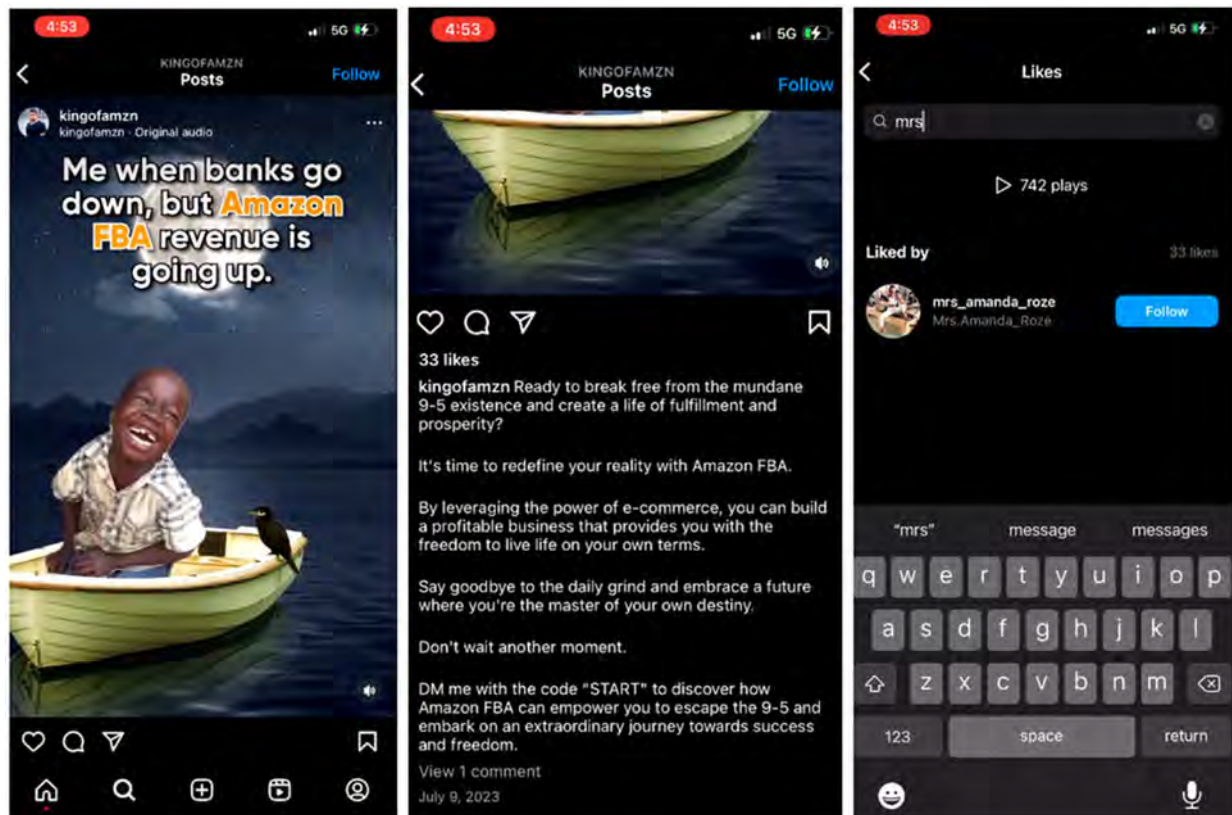 4:53
5G
KINGOFAMZN
Posts
Follow
kingofamzn
kingofamzn · Original audio
Me when banks go
down, but Amazon
FBA revenue is
going up.
4:53
5G
KINGOFAMZN
Posts
Follow
33 likes
kingofamzn Ready to break free from the mundane
9-5 existence and create a life of fulfillment and
prosperity?
It's time to redefine your reality with Amazon FBA.
By leveraging the power of e-commerce, you can build
a profitable business that provides you with the
freedom to live life on your own terms.
Say goodbye to the daily grind and embrace a future
where you're the master of your own destiny.
Don't wait another moment.
DM me with the code "START" to discover how
Amazon FBA can empower you to escape the 9-5 and
embark on an extraordinary journey towards success
and freedom.
View 1 comment
July 9, 2023
4:53
5G
Likes
mrs
742 plays
Liked by
33 likes
mrs_amanda_roze
Mrs.Amanda_Roze
Follow
"mrs"
message
messages
q w e r t y u i o p
a s d f g h j k l
z x c v b n m
123
space
return